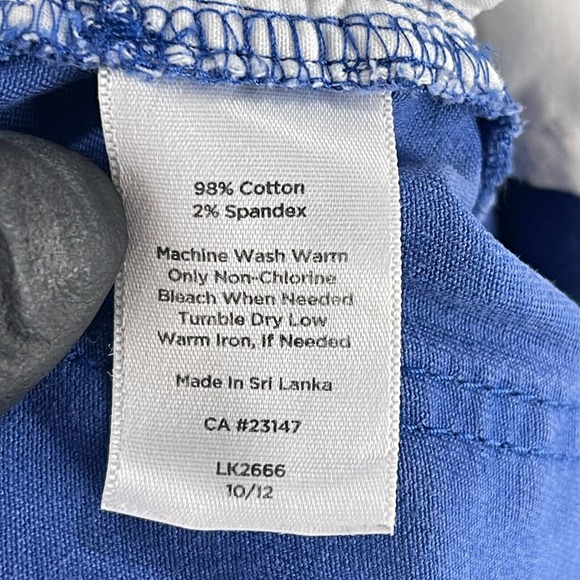 98% Cotton
2% Spandex
Machine Wash Warm
Only Non-Chlorine
Bleach When Needed
Tumble Dry Low
Warm Iron, If Needed
Made In Sri Lanka
CA #23147
LK2666
10/12